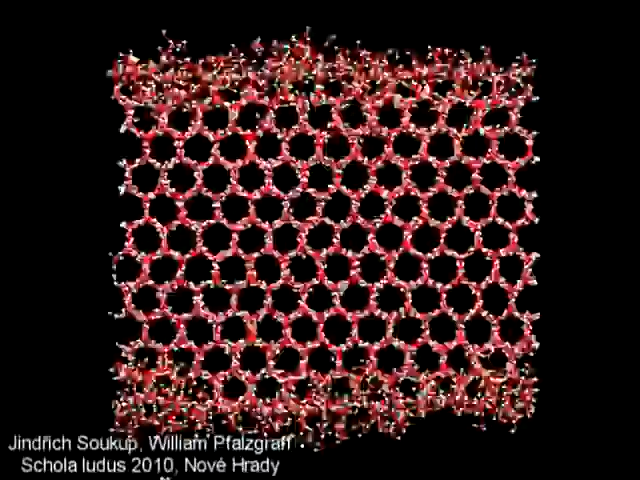 Jindřich Soukup, William Pfalzgraff
Schola ludus 2010, Nové Hrady